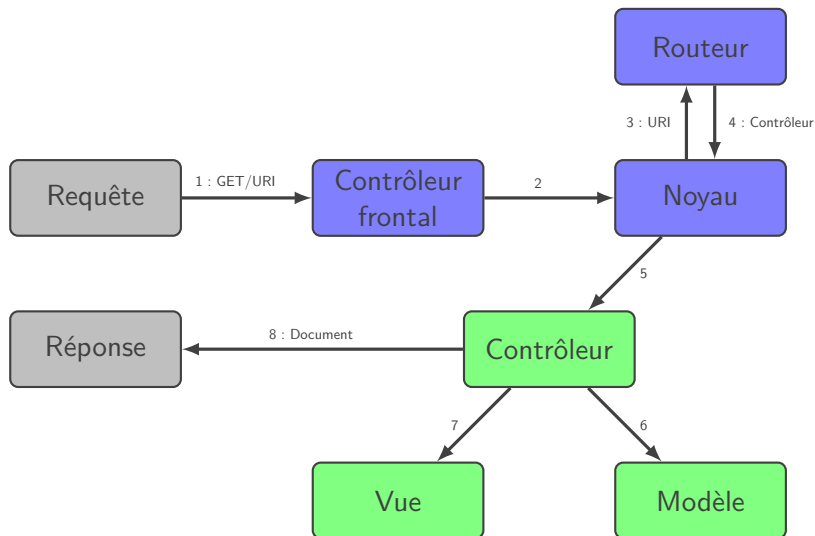 Routeur
3 : URI
4 : Contrôleur
Requête
1 : GET/URI
Contrôleur
frontal
2
Noyau
5
Réponse
8 : Document
Contrôleur
7
6
Vue
Modèle